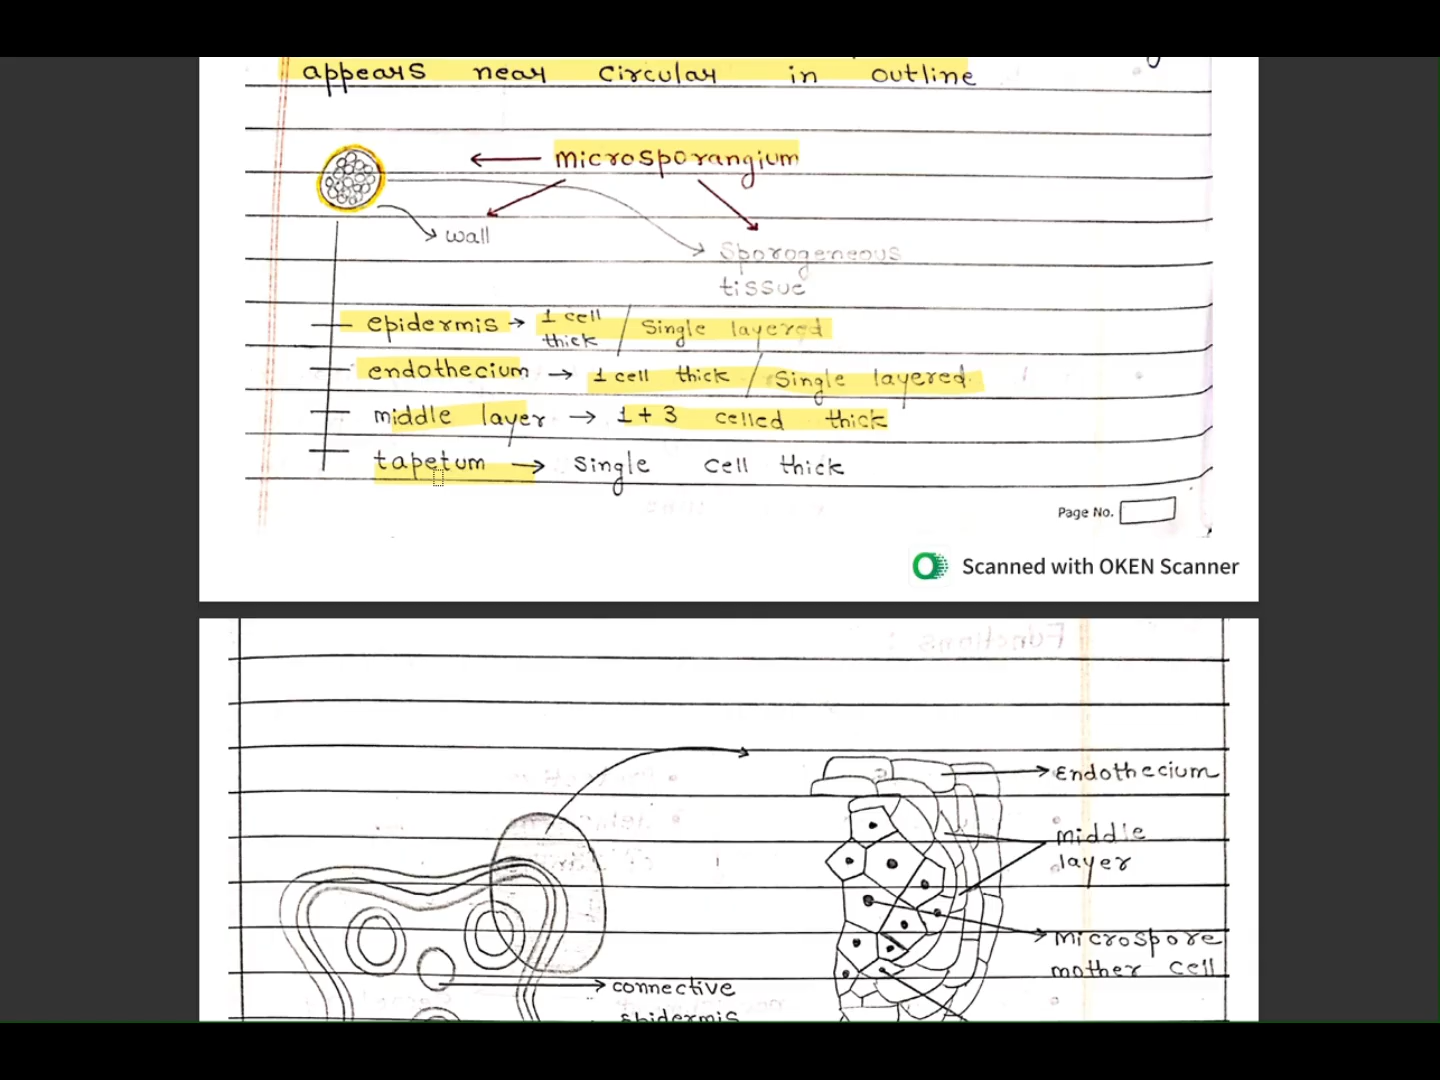 appears near circular in outline
microsporangium
wall
Sporogeneous
tissue
epidermis → 1 cell thick / Single layered
endothecium → 1 cell thick / Single layered.
middle layer → 1 + 3 celled thick
tapetum → Single cell thick
Page No.
Scanned with OKEN Scanner
Endothecium
middle
layer
microspore
mother cell
connective